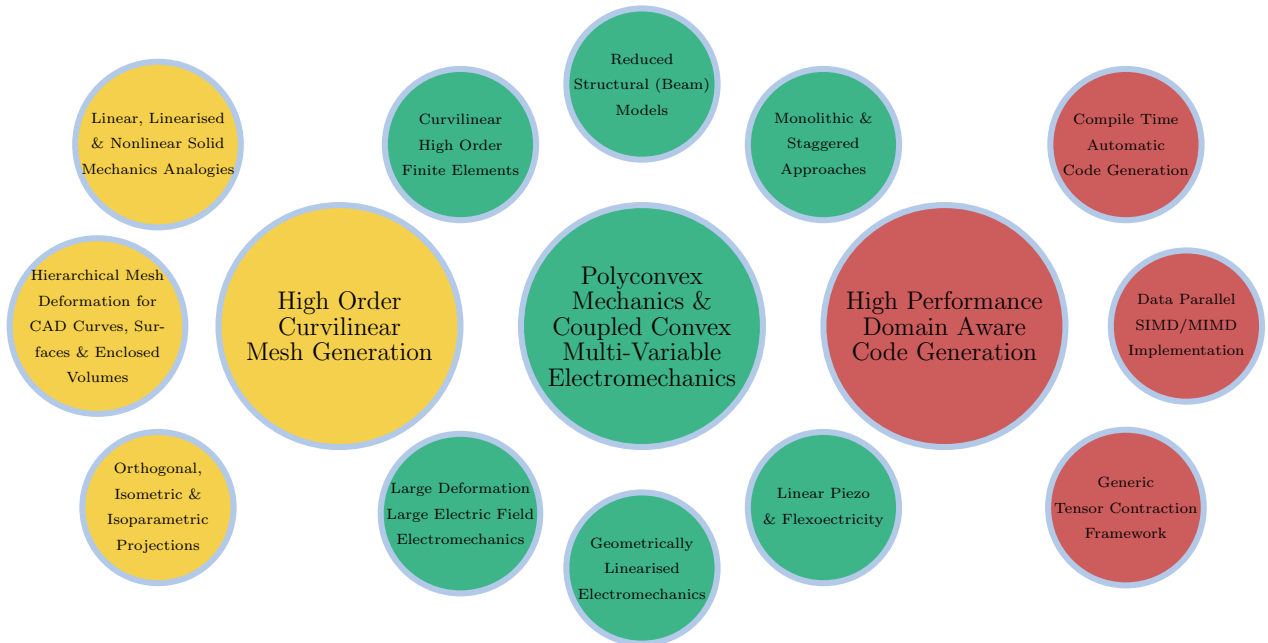 Linear, Linearised
& Nonlinear Solid
Mechanics Analogies
Curvilinear
High Order
Finite Elements
Reduced
Structural (Beam)
Models
Monolithic &
Staggered
Approaches
Compile Time
Automatic
Code Generation
Hierarchical Mesh
Deformation for
CAD Curves, Sur-
faces & Enclosed
Volumes
High Order
Curvilinear
Mesh Generation
Polyconvex
Mechanics &
Coupled Convex
Multi-Variable
Electromechanics
High Performance
Domain Aware
Code Generation
Data Parallel
SIMD/MIMD
Implementation
Orthogonal,
Isometric &
Isoparametric
Projections
Large Deformation
Large Electric Field
Electromechanics
Geometrically
Linearised
Electromechanics
Linear Piezo
& Flexoectricity
Generic
Tensor Contraction
Framework